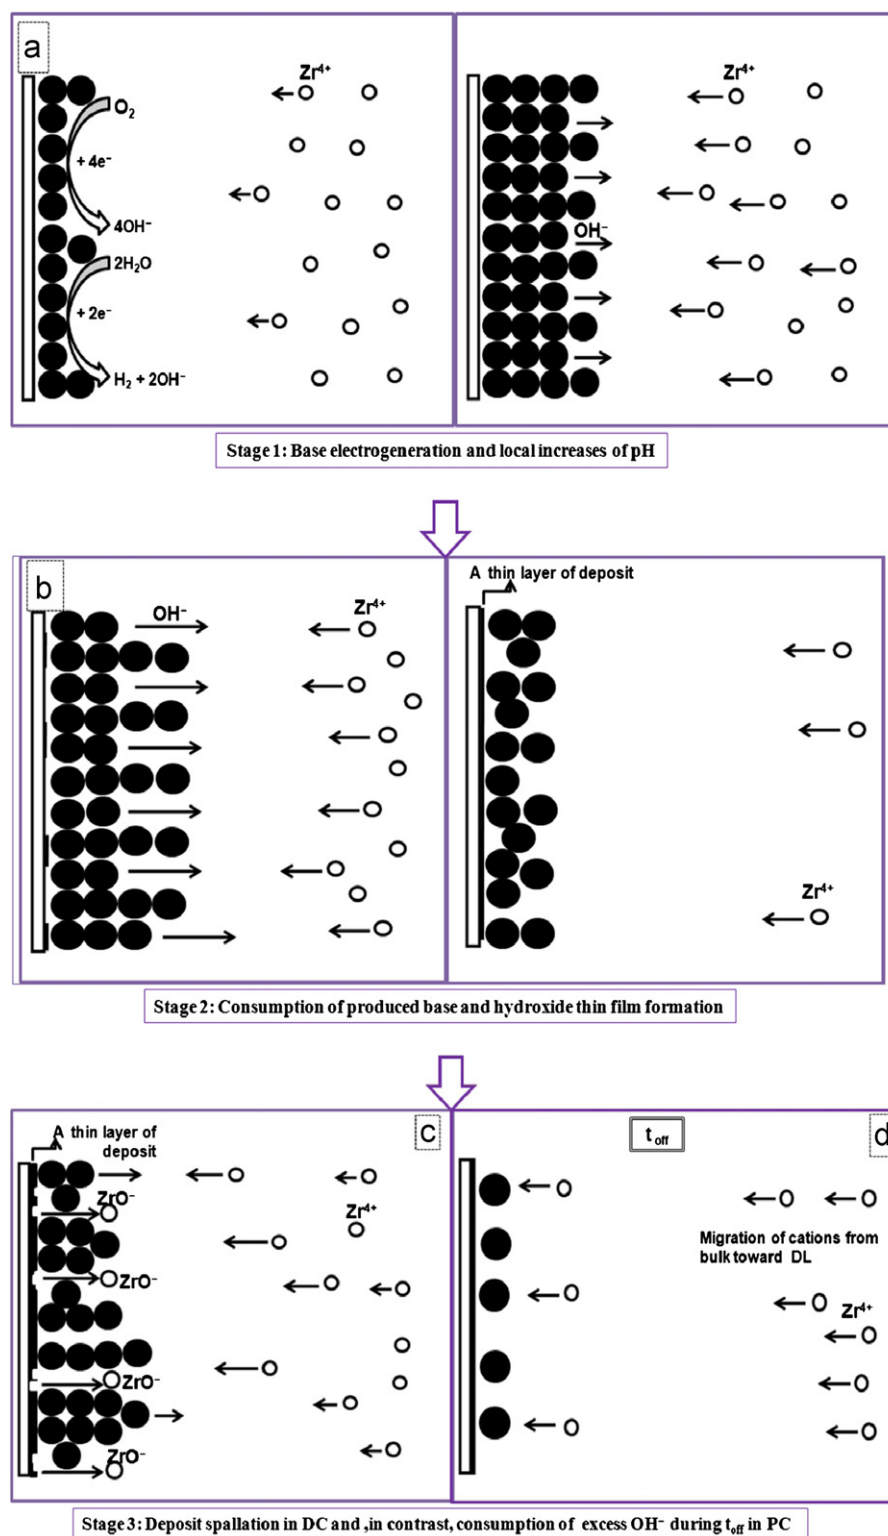 a
Zr⁴⁺
O₂
+ 4e⁻
4OH⁻
2H₂O
+ 2e⁻
H₂ + 2OH⁻
Zr⁴⁺
OH⁻
Stage 1: Base electrogeneration and local increases of pH
b
OH⁻
Zr⁴⁺
A thin layer of deposit
Zr⁴⁺
Stage 2: Consumption of produced base and hydroxide thin film formation
A thin layer of
deposit
c
ZrO⁻
Zr⁴⁺
ZrO⁻
ZrO⁻
ZrO⁻
t off
d
Migration of cations from
bulk toward DL
Zr⁴⁺
Stage 3: Deposit spallation in DC and ,in contrast, consumption of excess OH⁻ during t_off in PC